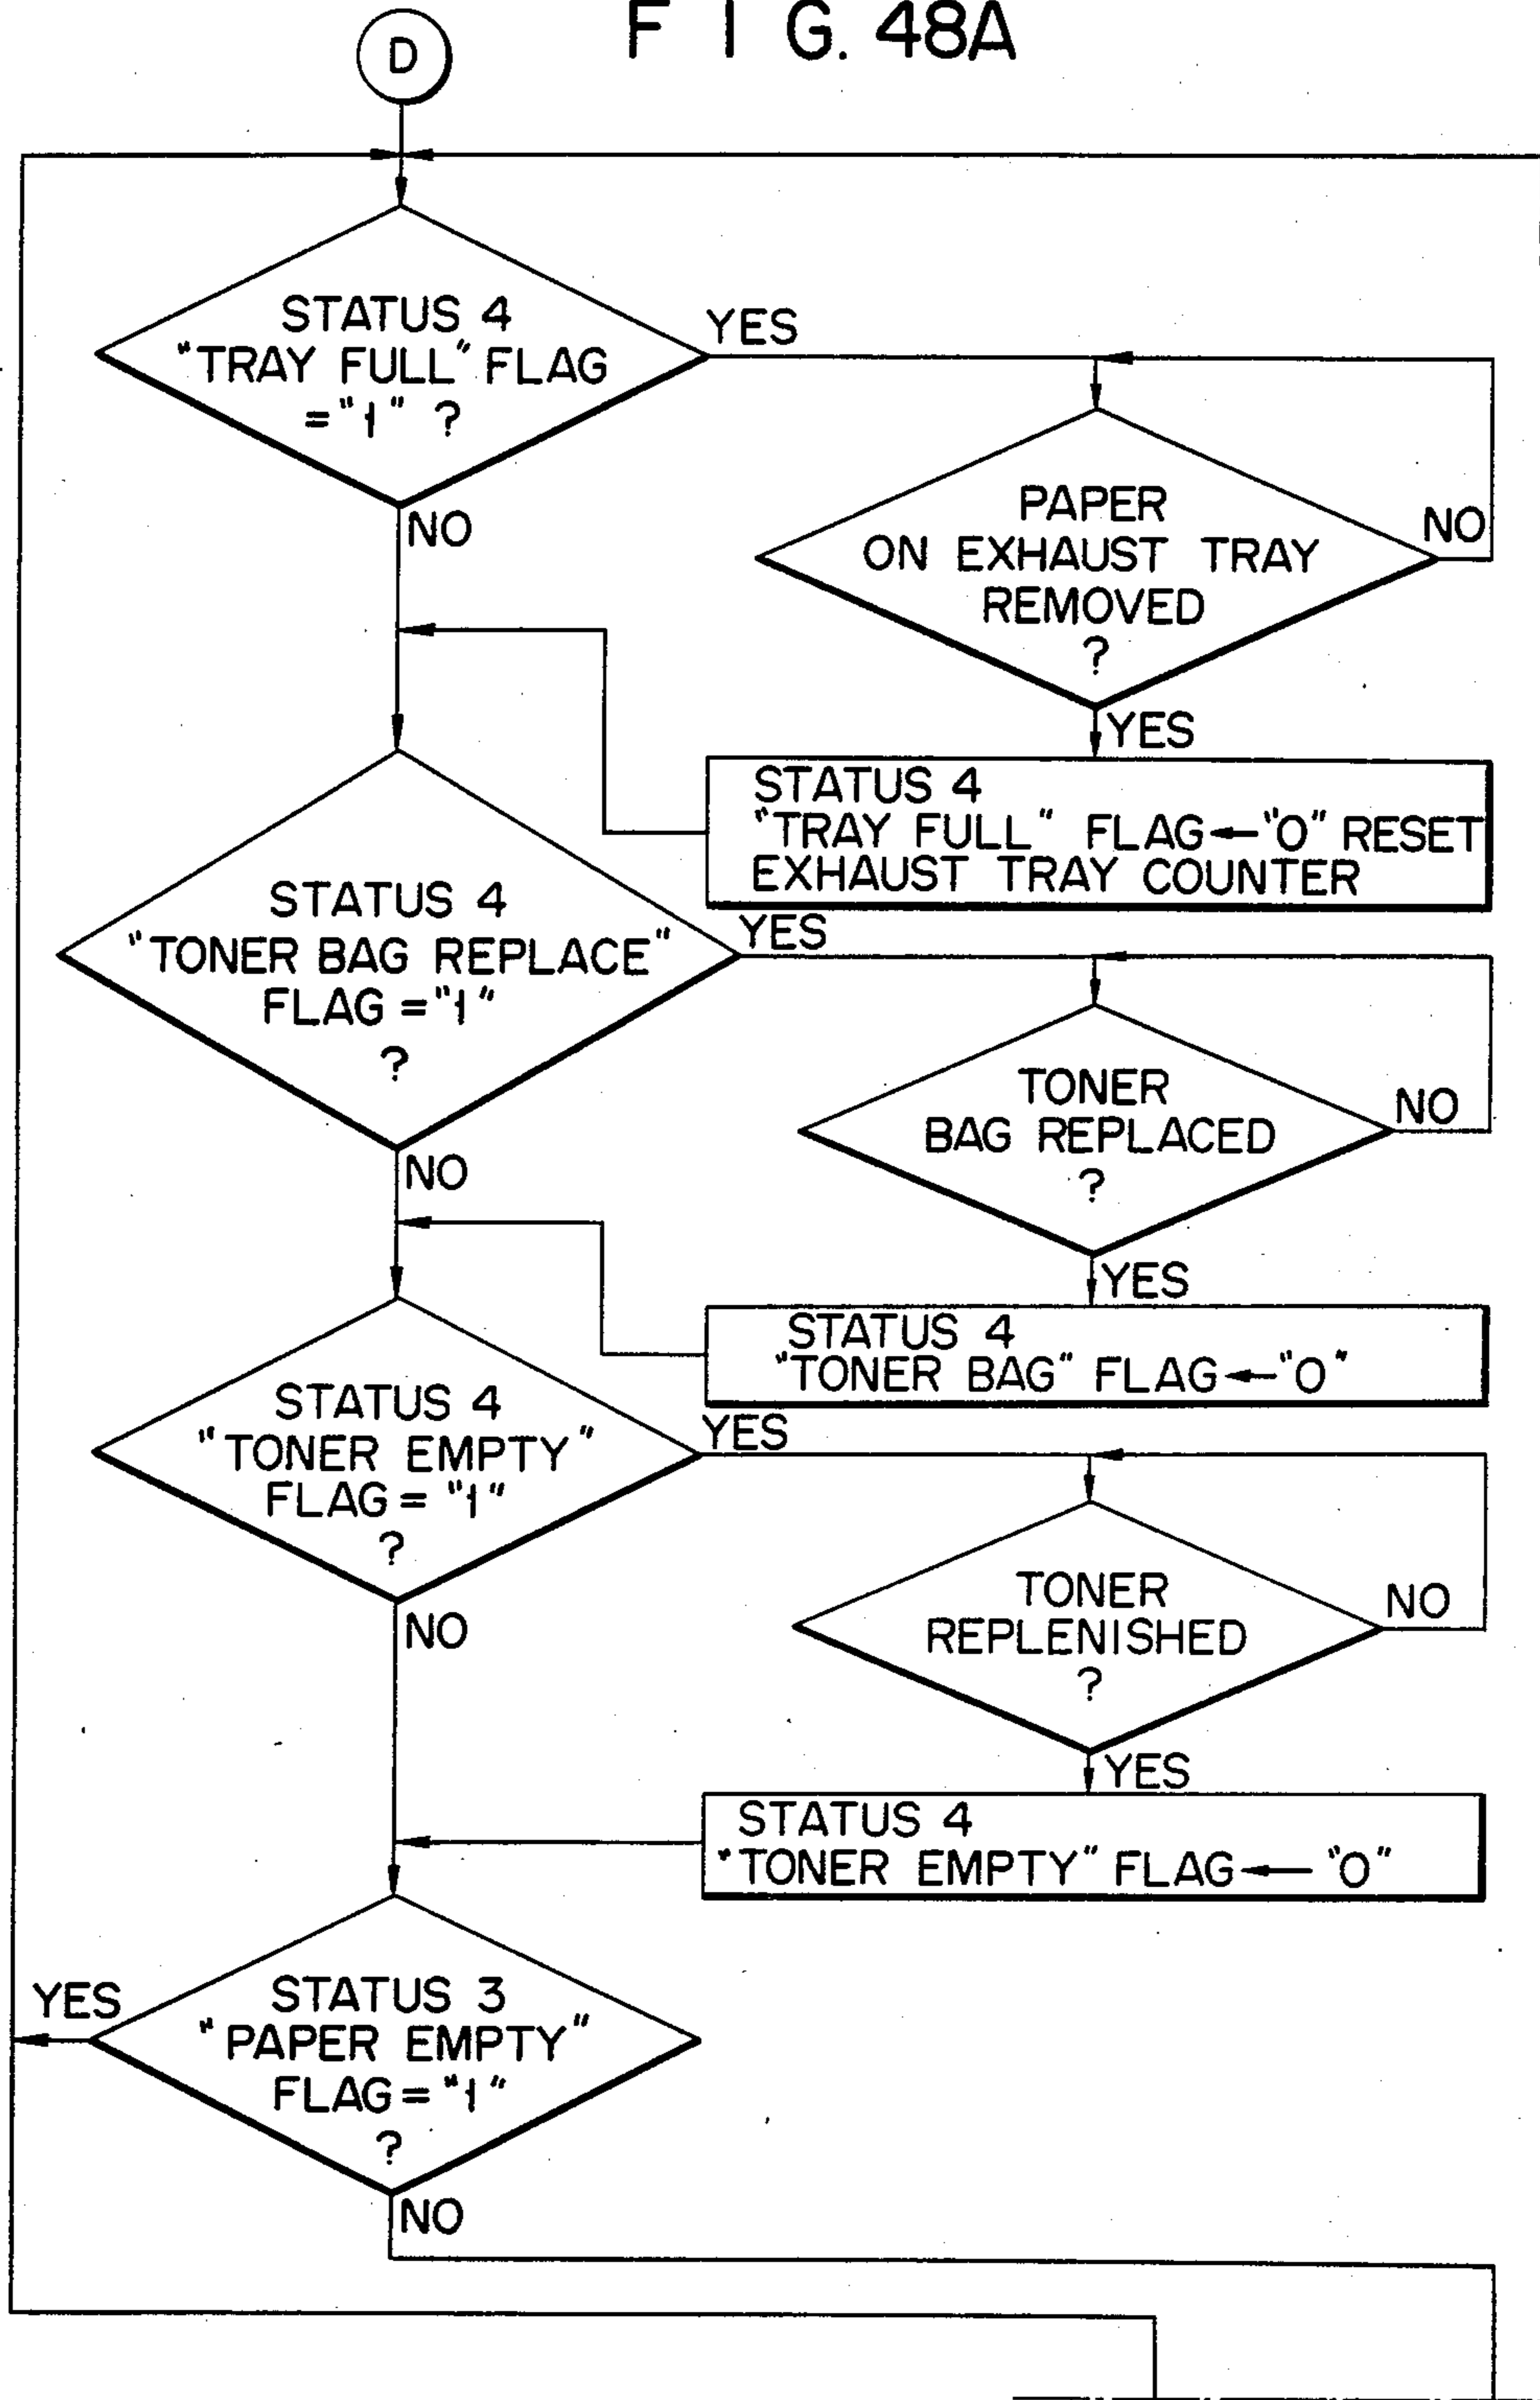 F I G. 48A
D
STATUS 4
"TRAY FULL" FLAG
="1" ?
YES
NO
PAPER
ON EXHAUST TRAY
REMOVED
?
NO
YES
STATUS 4
"TRAY FULL" FLAG←"0" RESET
EXHAUST TRAY COUNTER
STATUS 4
"TONER BAG REPLACE"
FLAG ="1"
?
YES
NO
TONER
BAG REPLACED
?
NO
YES
STATUS 4
"TONER BAG" FLAG←"0"
STATUS 4
"TONER EMPTY"
FLAG = "1"
?
YES
NO
TONER
REPLENISHED
?
NO
YES
STATUS 4
"TONER EMPTY" FLAG← "0"
STATUS 3
"PAPER EMPTY"
FLAG="1"
?
YES
NO